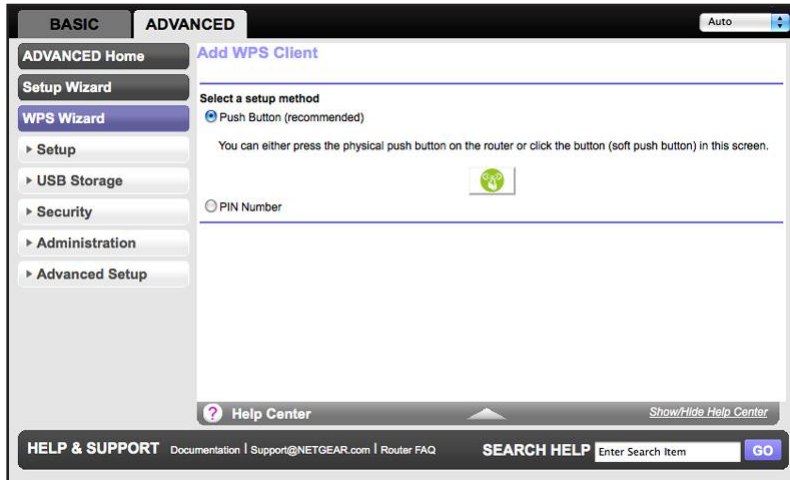 BASIC
ADVANCED
Auto
ADVANCED Home
Setup Wizard
WPS Wizard
Setup
USB Storage
Security
Administration
Advanced Setup
Add WPS Client
Select a setup method
Push Button (recommended)
You can either press the physical push button on the router or click the button (soft push button) in this screen.
PIN Number
? Help Center
Show/Hide Help Center
HELP & SUPPORT Documentation | Support@NETGEAR.com | Router FAQ
SEARCH HELP Enter Search Item GO